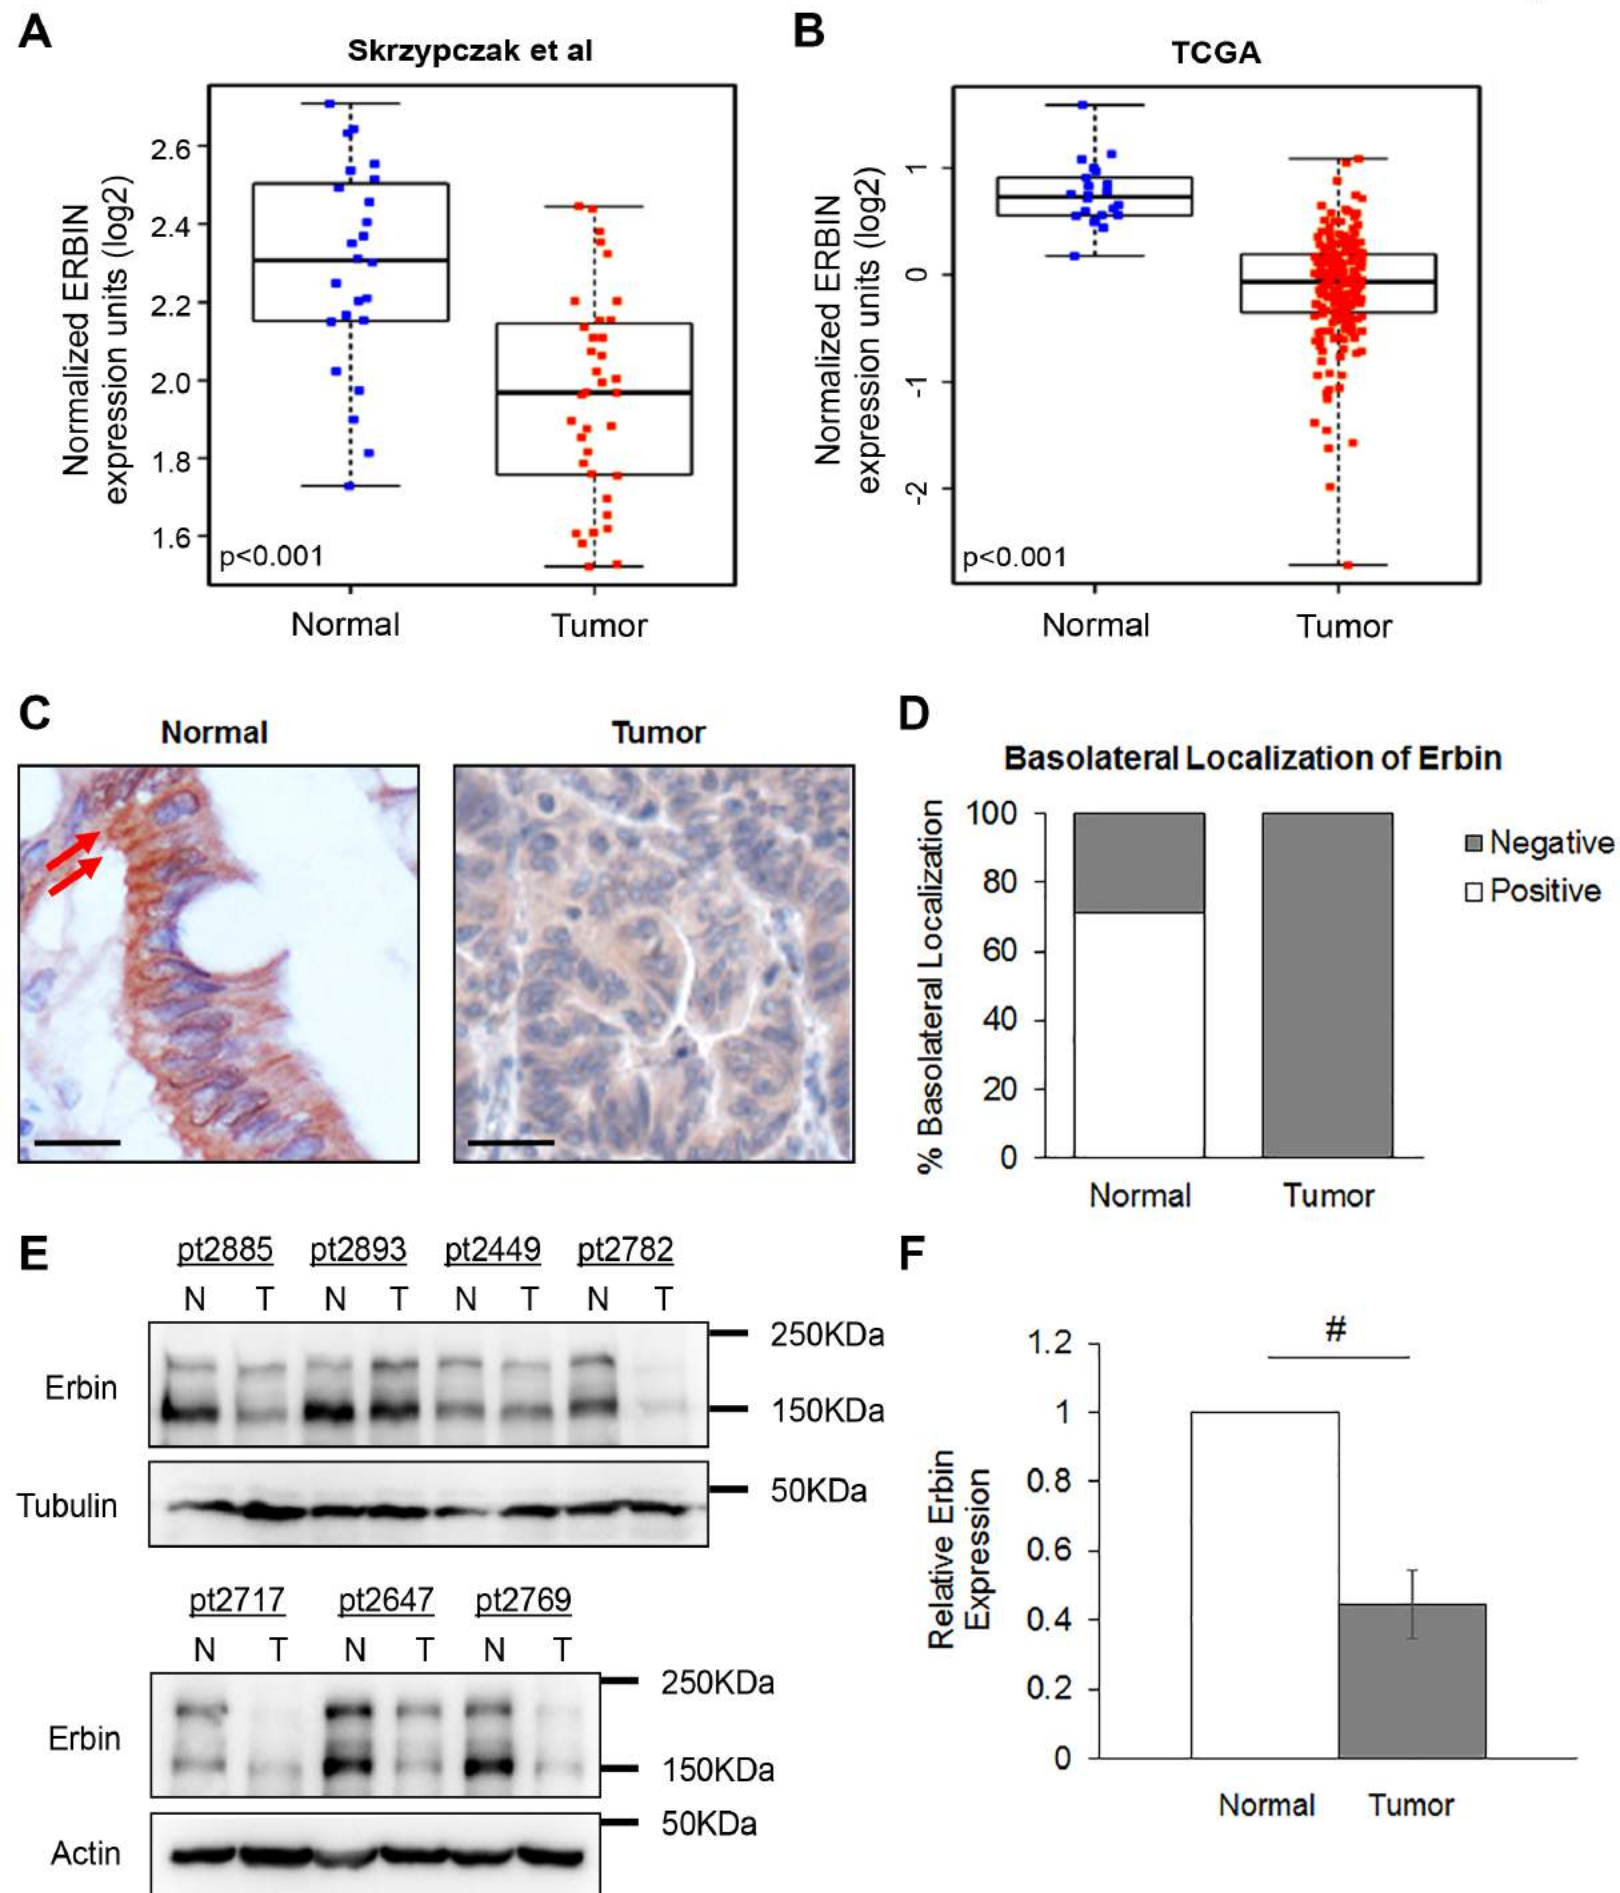 A
Skrzypczak et al
Normalized ERBIN
expression units (log2)
2.6
2.4
2.2
2.0
1.8
1.6
p<0.001
Normal
Tumor
B
TCGA
Normalized ERBIN
expression units (log2)
1
0
-1
-2
p<0.001
Normal
Tumor
C
Normal
Tumor
D
Basolateral Localization of Erbin
% Basolateral Localization
100
80
60
40
20
0
Negative
Positive
Normal
Tumor
E
pt2885 pt2893 pt2449 pt2782
N T N T N T N T
Erbin
250KDa
150KDa
Tubulin
50KDa
pt2717 pt2647 pt2769
N T N T N T
Erbin
250KDa
150KDa
Actin
50KDa
F
Relative Erbin
Expression
1.2
1
0.8
0.6
0.4
0.2
0
#
Normal
Tumor